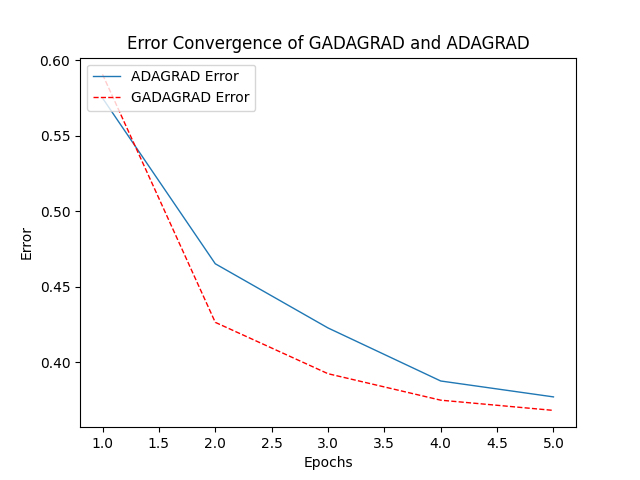 Error Convergence of GADAGRAD and ADAGRAD
ADAGRAD Error
GADAGRAD Error
0.60
0.55
0.50
0.45
0.40
Error
1.0 1.5 2.0 2.5 3.0 3.5 4.0 4.5 5.0
Epochs